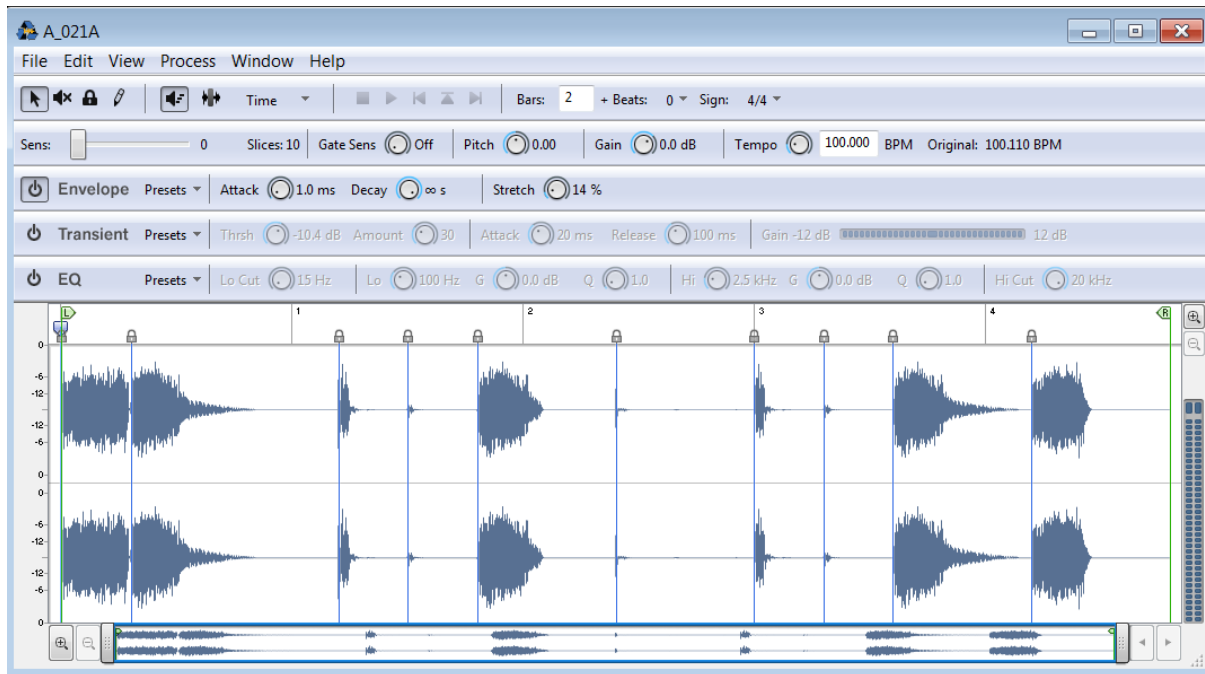 A_021A
File Edit View Process Window Help
Time Bars: 2 + Beats: 0 Sign: 4/4
Sens: 0 Slices: 10 Gate Sens Off Pitch 0.00 Gain 0.0 dB Tempo 100.000 BPM Original: 100.110 BPM
Envelope Presets Attack 1.0 ms Decay ∞ s Stretch 14 %
Transient Presets Thrsh -10.4 dB Amount 30 Attack 20 ms Release 100 ms Gain -12 dB 12 dB
EQ Presets Lo Cut 15 Hz Lo 100 Hz G 0.0 dB Q 1.0 Hi 2.5 kHz G 0.0 dB Q 1.0 Hi Cut 20 kHz
L 1 2 3 4 R
0
-6
-12
-12
-6
0
0
-6
-12
-12
-6
0